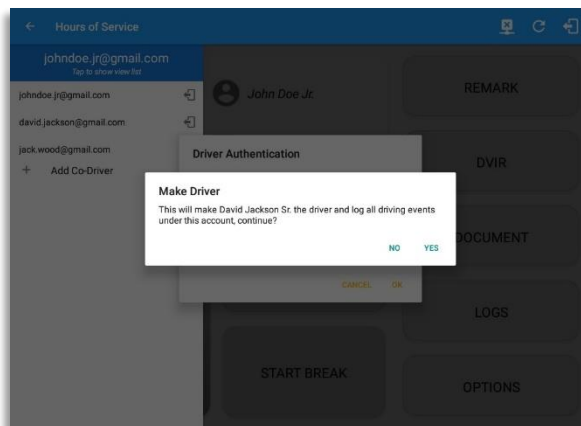 Hours of Service
johndoe.jr@gmail.com
Tap to show view list
johndoe.jr@gmail.com
david.jackson@gmail.com
jack.wood@gmail.com
+ Add Co-Driver
John Doe Jr.
REMARK
DVIR
DOCUMENT
LOGS
OPTIONS
START BREAK
Driver Authentication
Make Driver
This will make David Jackson Sr. the driver and log all driving events
under this account, continue?
NO YES
CANCEL OK